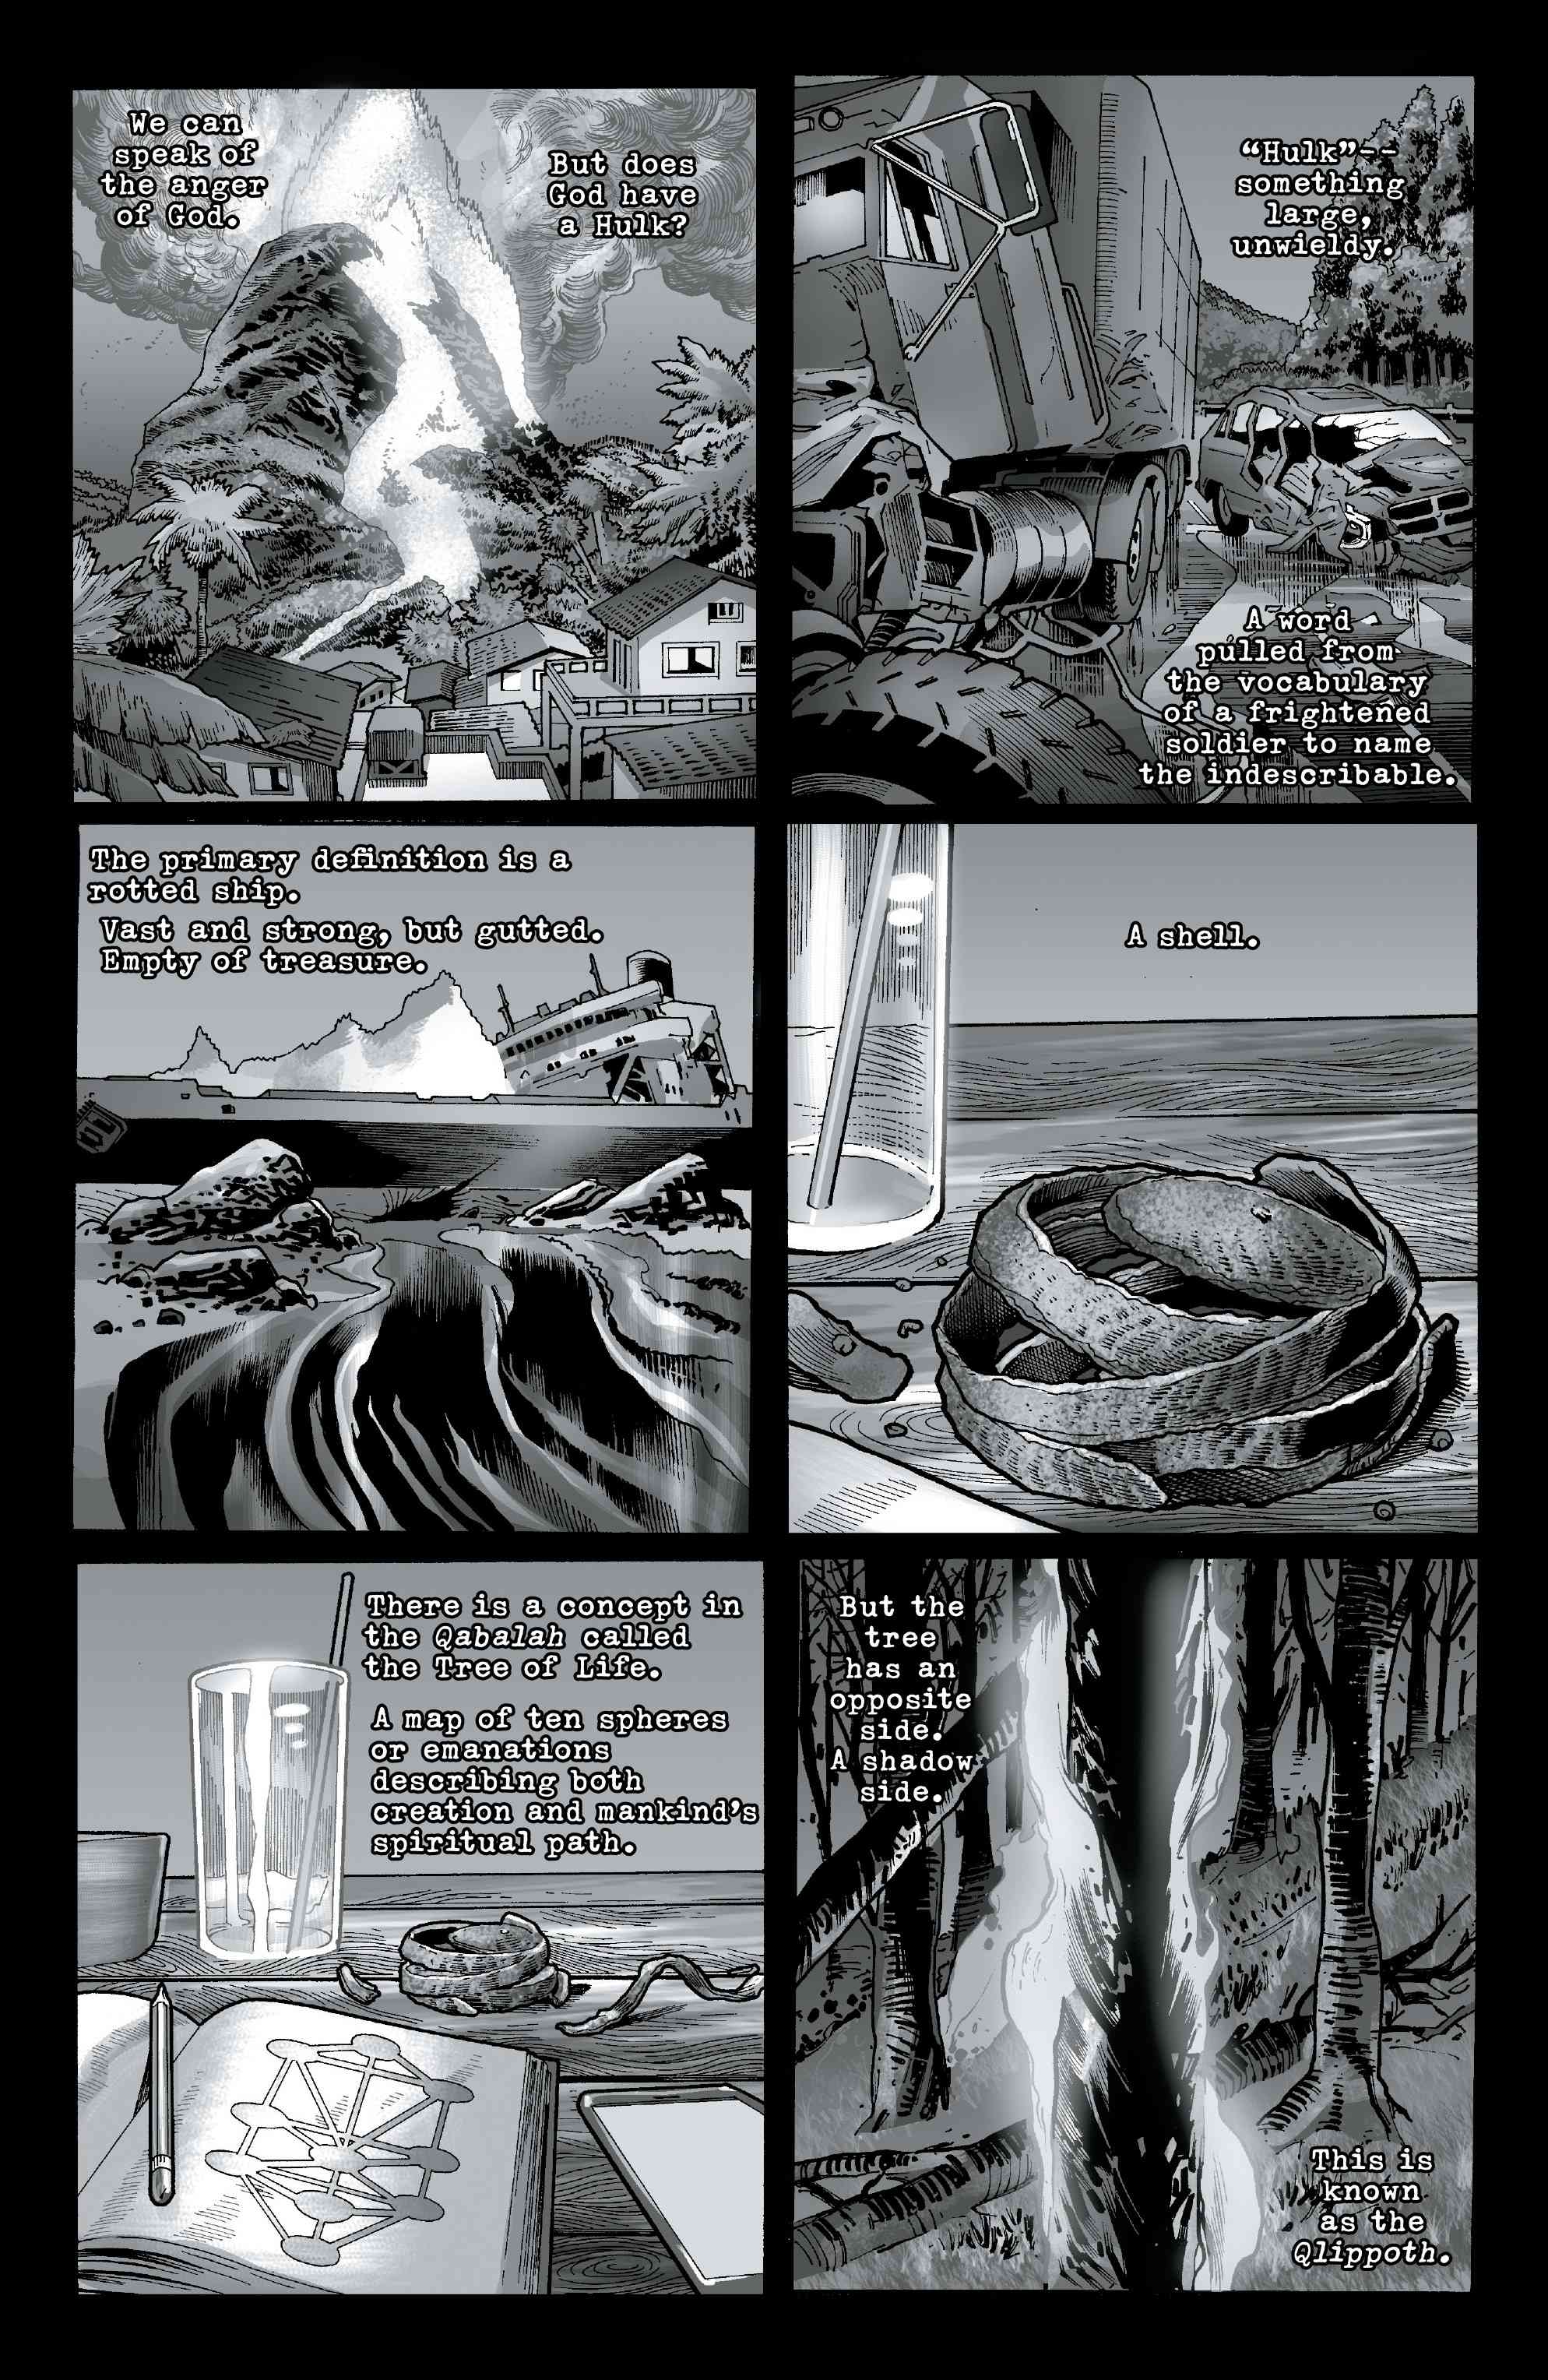 We can
speak of
the anger
of God.
But does
God have
a Hulk?
“Hulk”--
something
large,
unwieldy.
A word
pulled from
the vocabulary
of a frightened
soldier to name
the indescribable.
The primary definition is a
rotted ship.
Vast and strong, but gutted.
Empty of treasure.
A shell.
There is a concept in
the Qabalah called
the Tree of Life.
A map of ten spheres
or emanations
describing both
creation and mankind's
spiritual path.
But the
tree
has an
opposite
side.
A shadow
side.
This is
known
as the
Qlippoth.